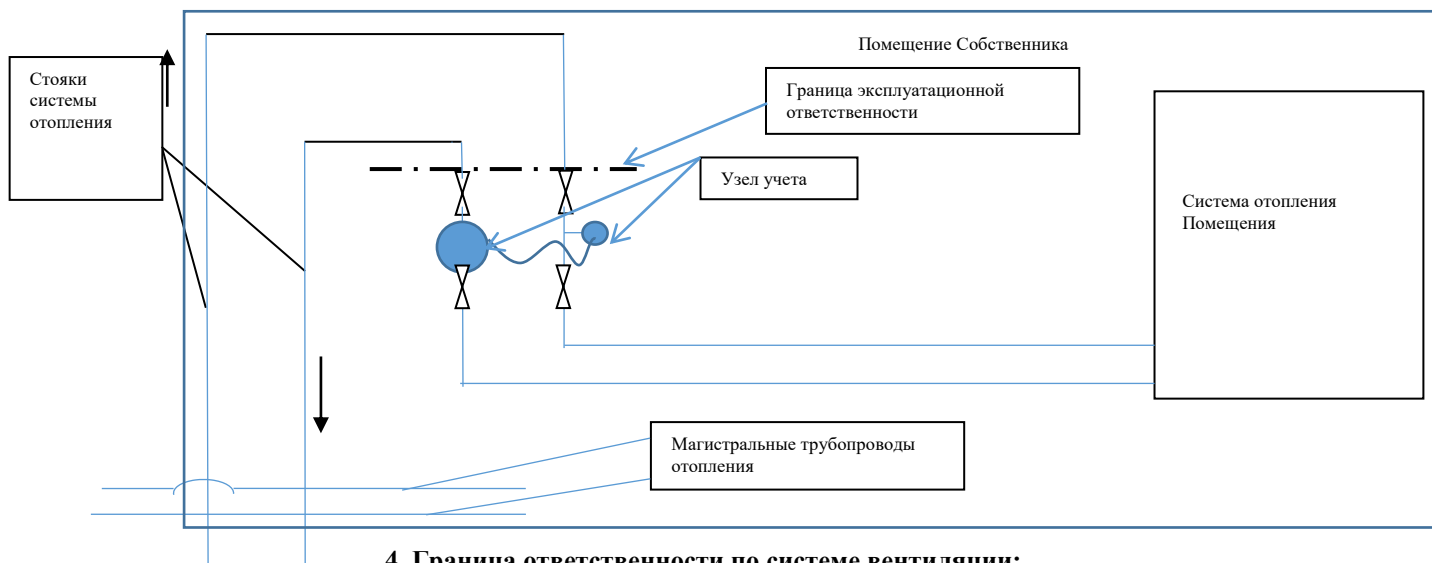 Помещение Собственника
Стояки
системы
отопления
Граница эксплуатационной
ответственности
Узел учета
Система отопления
Помещения
Магистральные трубопроводы
отопления
4. Граница ответственности по системе вентиляции: